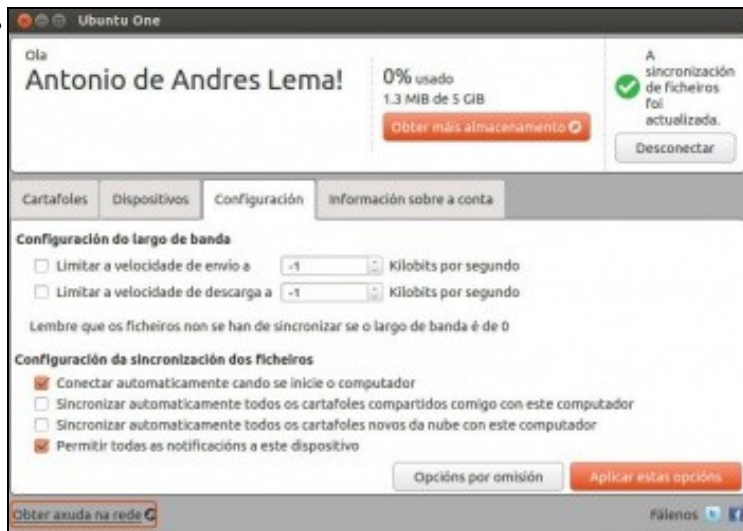 Ubuntu One
Ola
Antonio de Andres Lema!
0% usado
1.3 MiB de 5 GiB
Obter máis almacenamento
A
sincronización
de ficheiros
foi
actualizada.
Desconectar
Cartafoles
Dispositivos
Configuración
Información sobre a conta
Configuración do largo de banda
Limitar a velocidade de envío a -1 Kilobits por segundo
Limitar a velocidade de descarga a -1 Kilobits por segundo
Lembre que os ficheiros non se han de sincronizar se o largo de banda é de 0
Configuración da sincronización dos ficheiros
Conectar automaticamente cando se inicie o computador
Sincronizar automaticamente todos os cartafoles compartidos comigo con este computador
Sincronizar automaticamente todos os cartafoles novos da nube con este computador
Permitir todas as notificacións a este dispositivo
Opcións por omisión
Aplicar estas opcións
Obter axuda na rede
Fálenos